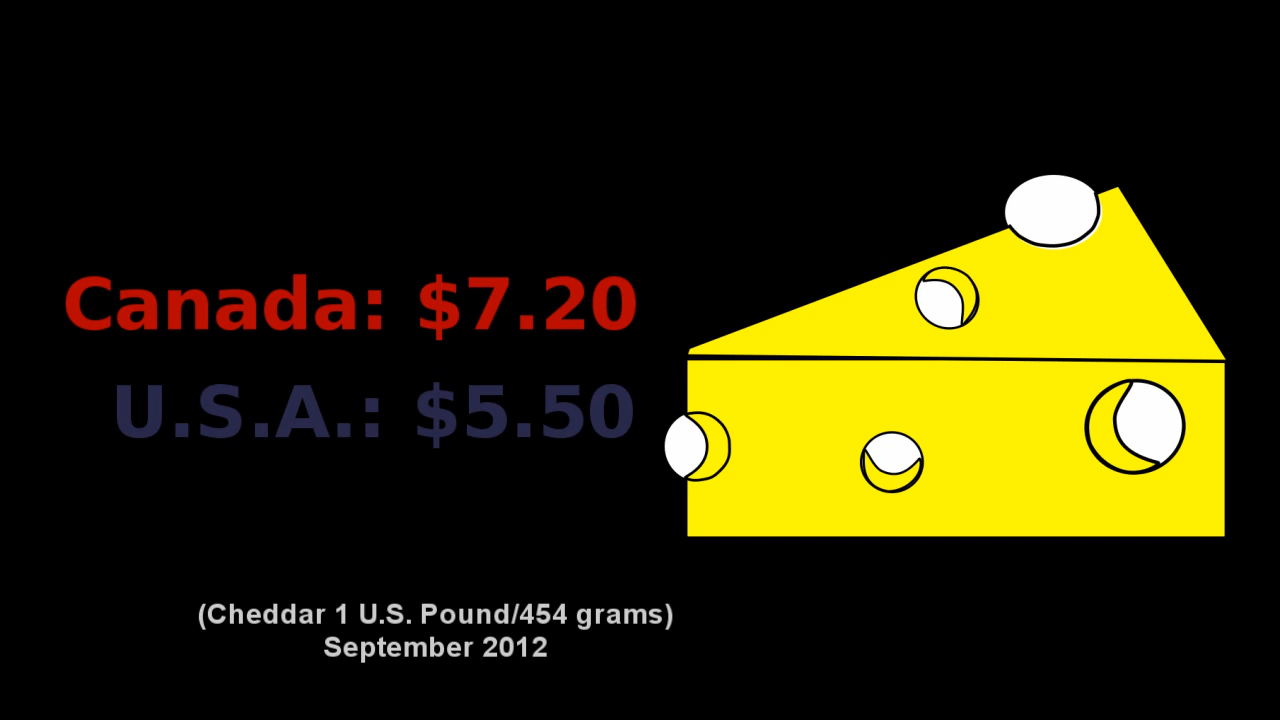 Canada: $7.20
U.S.A.: $5.50
(Cheddar 1 U.S. Pound/454 grams)
September 2012